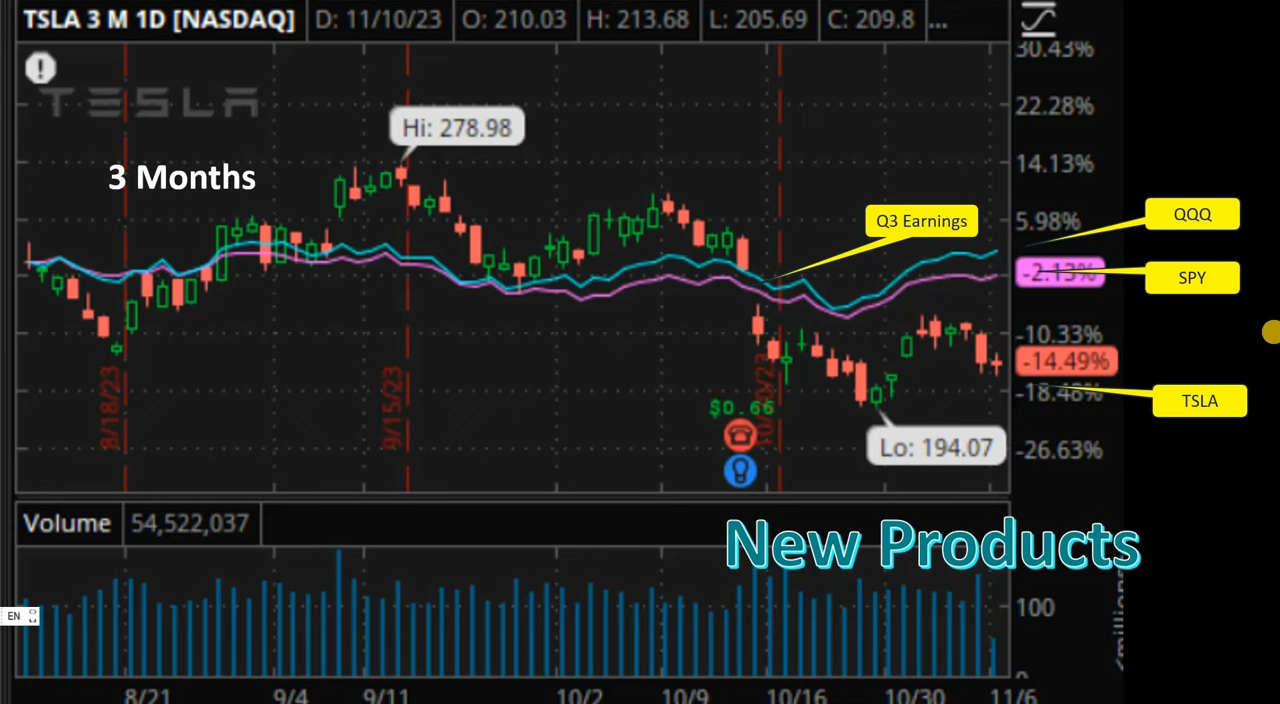 TSLA 3 M 1D [NASDAQ] D: 11/10/23 O: 210.03 H: 213.68 L: 205.69 C: 209.8 ...
30.43%
TESLA
22.28%
Hi: 278.98
3 Months
14.13%
Q3 Earnings
5.98%
QQQ
-2.13%
SPY
-10.33%
-14.49%
-18.48%
TSLA
8/18/23
9/15/23
$0.66
Lo: 194.07
-26.63%
Volume 54,522,037
New Products
EN
100
0
8/21 9/4 9/11 10/2 10/9 10/16 10/30 11/6